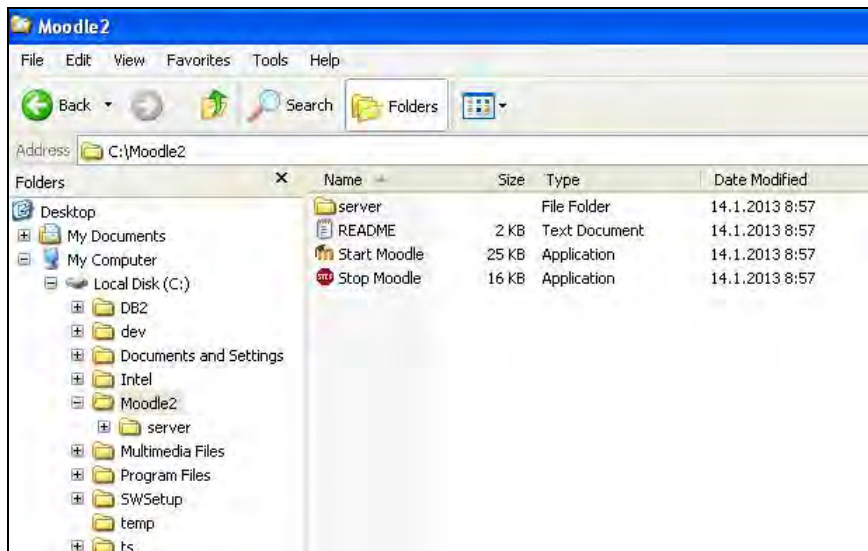 Moodle2
File Edit View Favorites Tools Help
Back Search Folders
Address C:\Moodle2
Folders X Name Size Type Date Modified
Desktop
My Documents
My Computer
Local Disk (C:)
DB2
dev
Documents and Settings
Intel
Moodle2
server
Multimedia Files
Program Files
SWSetup
temp
ts
server File Folder 14.1.2013 8:57
README 2 KB Text Document 14.1.2013 8:57
Start Moodle 25 KB Application 14.1.2013 8:57
STOP Stop Moodle 16 KB Application 14.1.2013 8:57